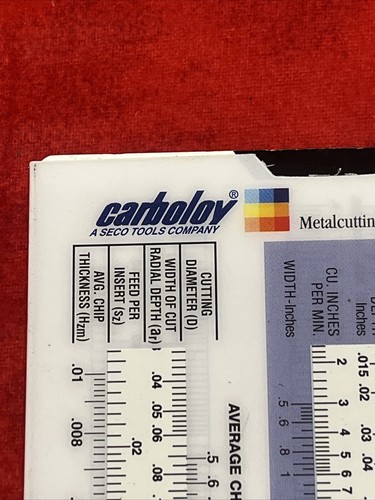 carboloy®
A SECO TOOLS COMPANY
Metalcuttin
CUTTING
DIAMETER (D)
WIDTH OF CUT
RADIAL DEPTH (ar)
FEED PER
INSERT (Sz)
AVG. CHIP
THICKNESS (Hzm)
.01
.008
.02
.04
.05
.06
.08
.5
.6
AVERAGE CH
WIDTH-Inches
.5
.6
.8
1
CU. INCHES
PER MIN.
2
3
4
5
6
7
Inches
.015
.02
.03
.04